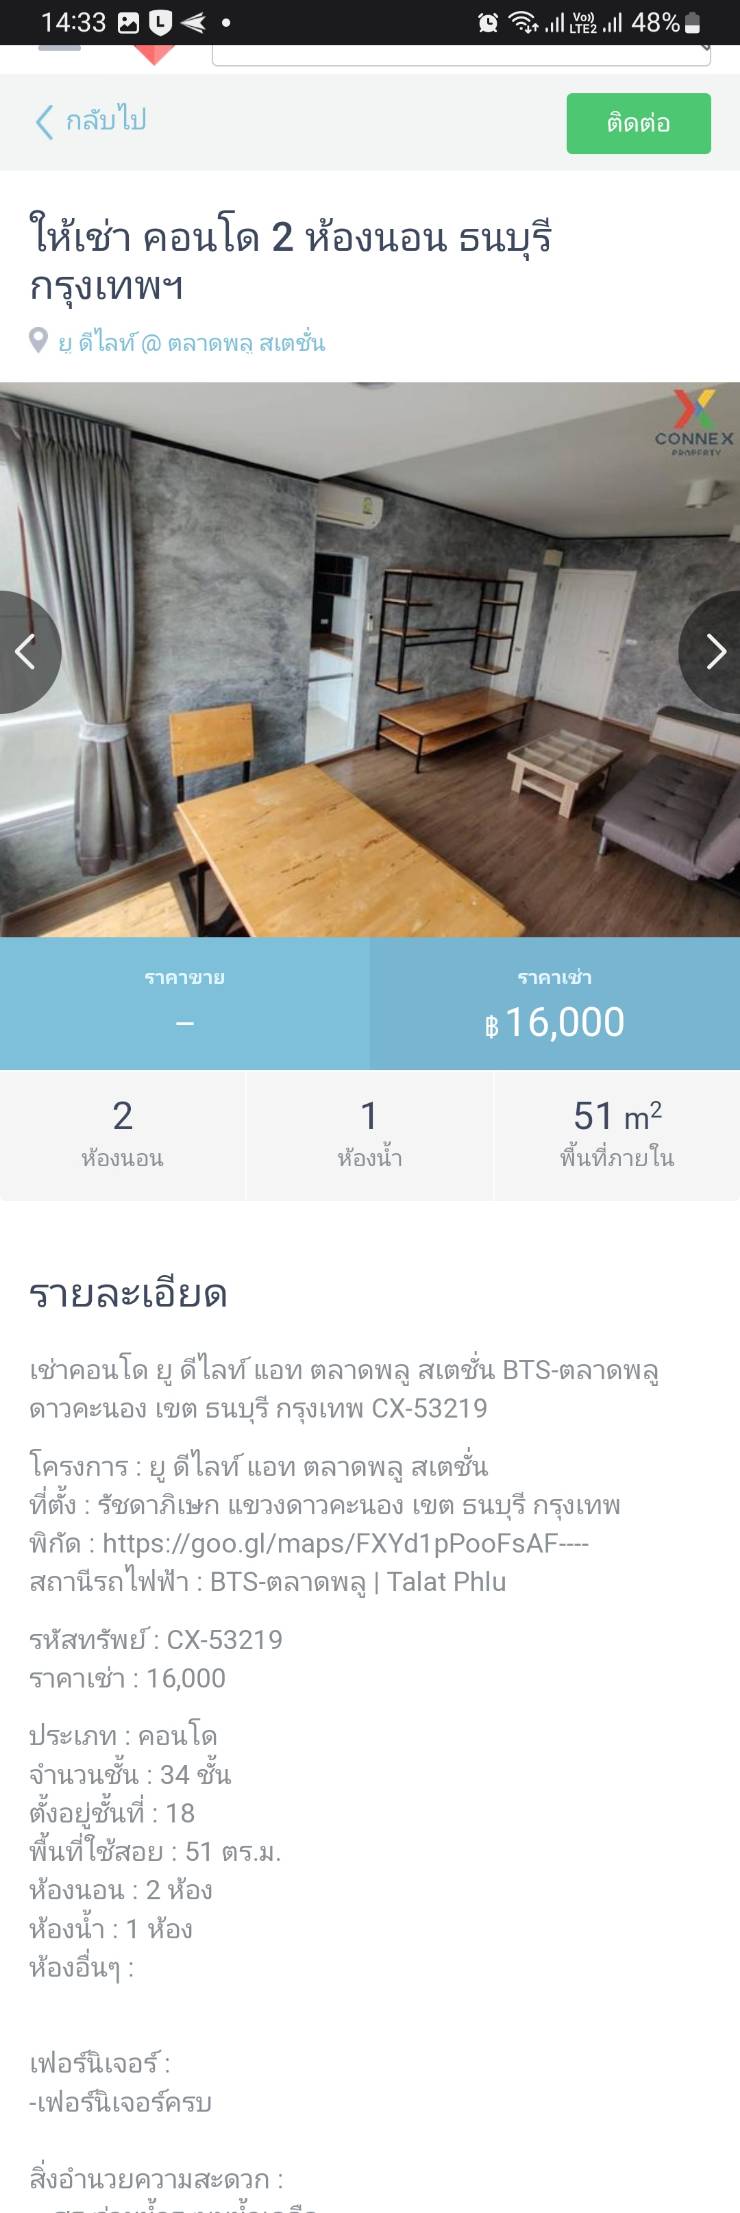 14:33 L Vo)) LTE2 48%
กลับไป
ติดต่อ
ให้เช่า คอนโด 2 ห้องนอน ธนบุรี
กรุงเทพฯ
ยู ดีไลท์ @ ตลาดพลู สเตชั่น
CONNEX
PROPERTY
ราคาขาย
–
ราคาเช่า
฿16,000
2
ห้องนอน
1
ห้องน้ำ
51 m²
พื้นที่ภายใน
รายละเอียด
เช่าคอนโด ยู ดีไลท์ แอท ตลาดพลู สเตชั่น BTS-ตลาดพลู
ดาวคะนอง เขต ธนบุรี กรุงเทพ CX-53219
โครงการ : ยู ดีไลท์ แอท ตลาดพลู สเตชั่น
ที่ตั้ง : รัชดาภิเษก แขวงดาวคะนอง เขต ธนบุรี กรุงเทพ
พิกัด : https://goo.gl/maps/FXYd1pPooFsAF----
สถานีรถไฟฟ้า : BTS-ตลาดพลู | Talat Phlu
รหัสทรัพย์ : CX-53219
ราคาเช่า : 16,000
ประเภท : คอนโด
จำนวนชั้น : 34 ชั้น
ตั้งอยู่ชั้นที่ : 18
พื้นที่ใช้สอย : 51 ตร.ม.
ห้องนอน : 2 ห้อง
ห้องน้ำ : 1 ห้อง
ห้องอื่นๆ :
เฟอร์นิเจอร์ :
-เฟอร์นิเจอร์ครบ
สิ่งอำนวยความสะดวก :